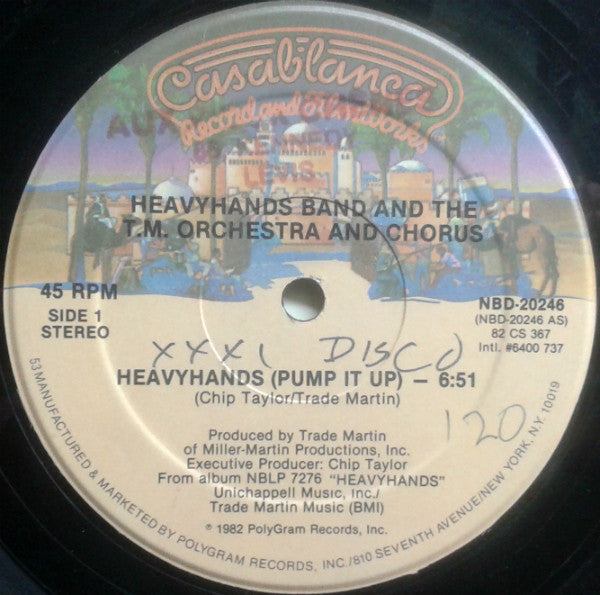 Casablanca
Record and Filmworks
KENNEDY
LEWIS
HEAVYHANDS BAND AND THE
T.M. ORCHESTRA AND CHORUS
45 RPM
SIDE 1
STEREO
NBD-20246
(NBD-20246 AS)
82 CS 367
Intl. #6400 737
XXXL DISCO
HEAVYHANDS (PUMP IT UP) — 6:51
(Chip Taylor/Trade Martin)
120
Produced by Trade Martin
of Miller-Martin Productions, Inc.
Executive Producer: Chip Taylor
From album NBLP 7276 "HEAVYHANDS"
Unichappell Music, Inc./
Trade Martin Music (BMI)
℗ 1982 PolyGram Records, Inc.
53 MANUFACTURED & MARKETED BY POLYGRAM RECORDS, INC./810 SEVENTH AVENUE/NEW YORK, N.Y. 10019